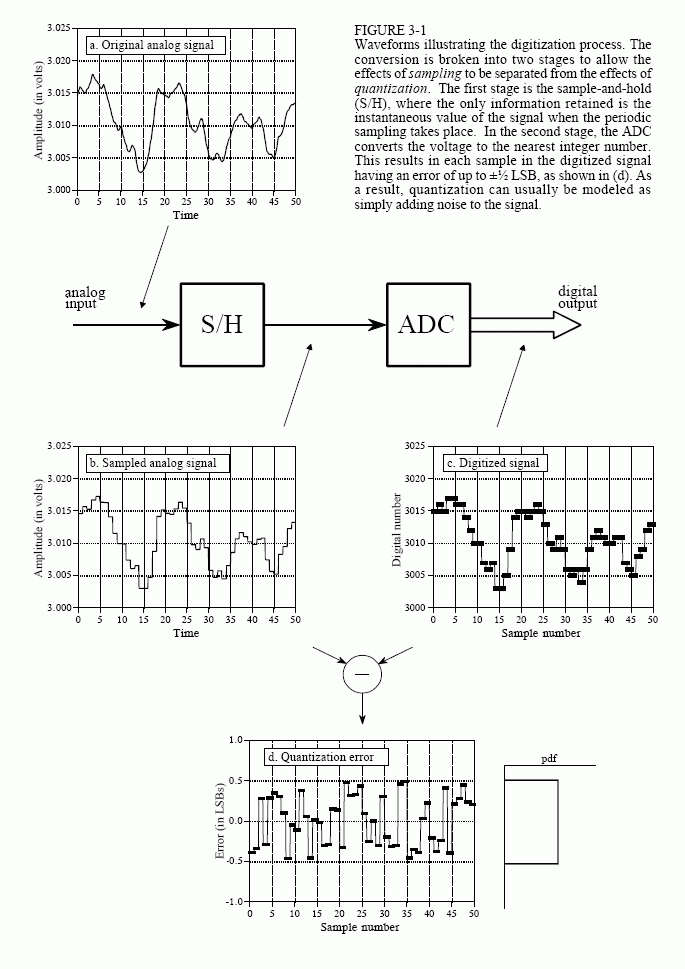 FIGURE 3-1
Waveforms illustrating the digitization process. The
conversion is broken into two stages to allow the
effects of sampling to be separated from the effects of
quantization. The first stage is the sample-and-hold
(S/H), where the only information retained is the
instantaneous value of the signal when the periodic
sampling takes place. In the second stage, the ADC
converts the voltage to the nearest integer number.
This results in each sample in the digitized signal
having an error of up to ±½ LSB, as shown in (d). As
a result, quantization can usually be modeled as
simply adding noise to the signal.
a. Original analog signal
Amplitude (in volts)
3.025
3.020
3.015
3.010
3.005
3.000
0 5 10 15 20 25 30 35 40 45 50
Time
analog
input
S/H
ADC
digital
output
b. Sampled analog signal
Amplitude (in volts)
3.025
3.020
3.015
3.010
3.005
3.000
0 5 10 15 20 25 30 35 40 45 50
Time
c. Digitized signal
Digital number
3025
3020
3015
3010
3005
3000
0 5 10 15 20 25 30 35 40 45 50
Sample number
−
d. Quantization error
Error (in LSBs)
1.0
0.5
0.0
-0.5
-1.0
0 5 10 15 20 25 30 35 40 45 50
Sample number
pdf